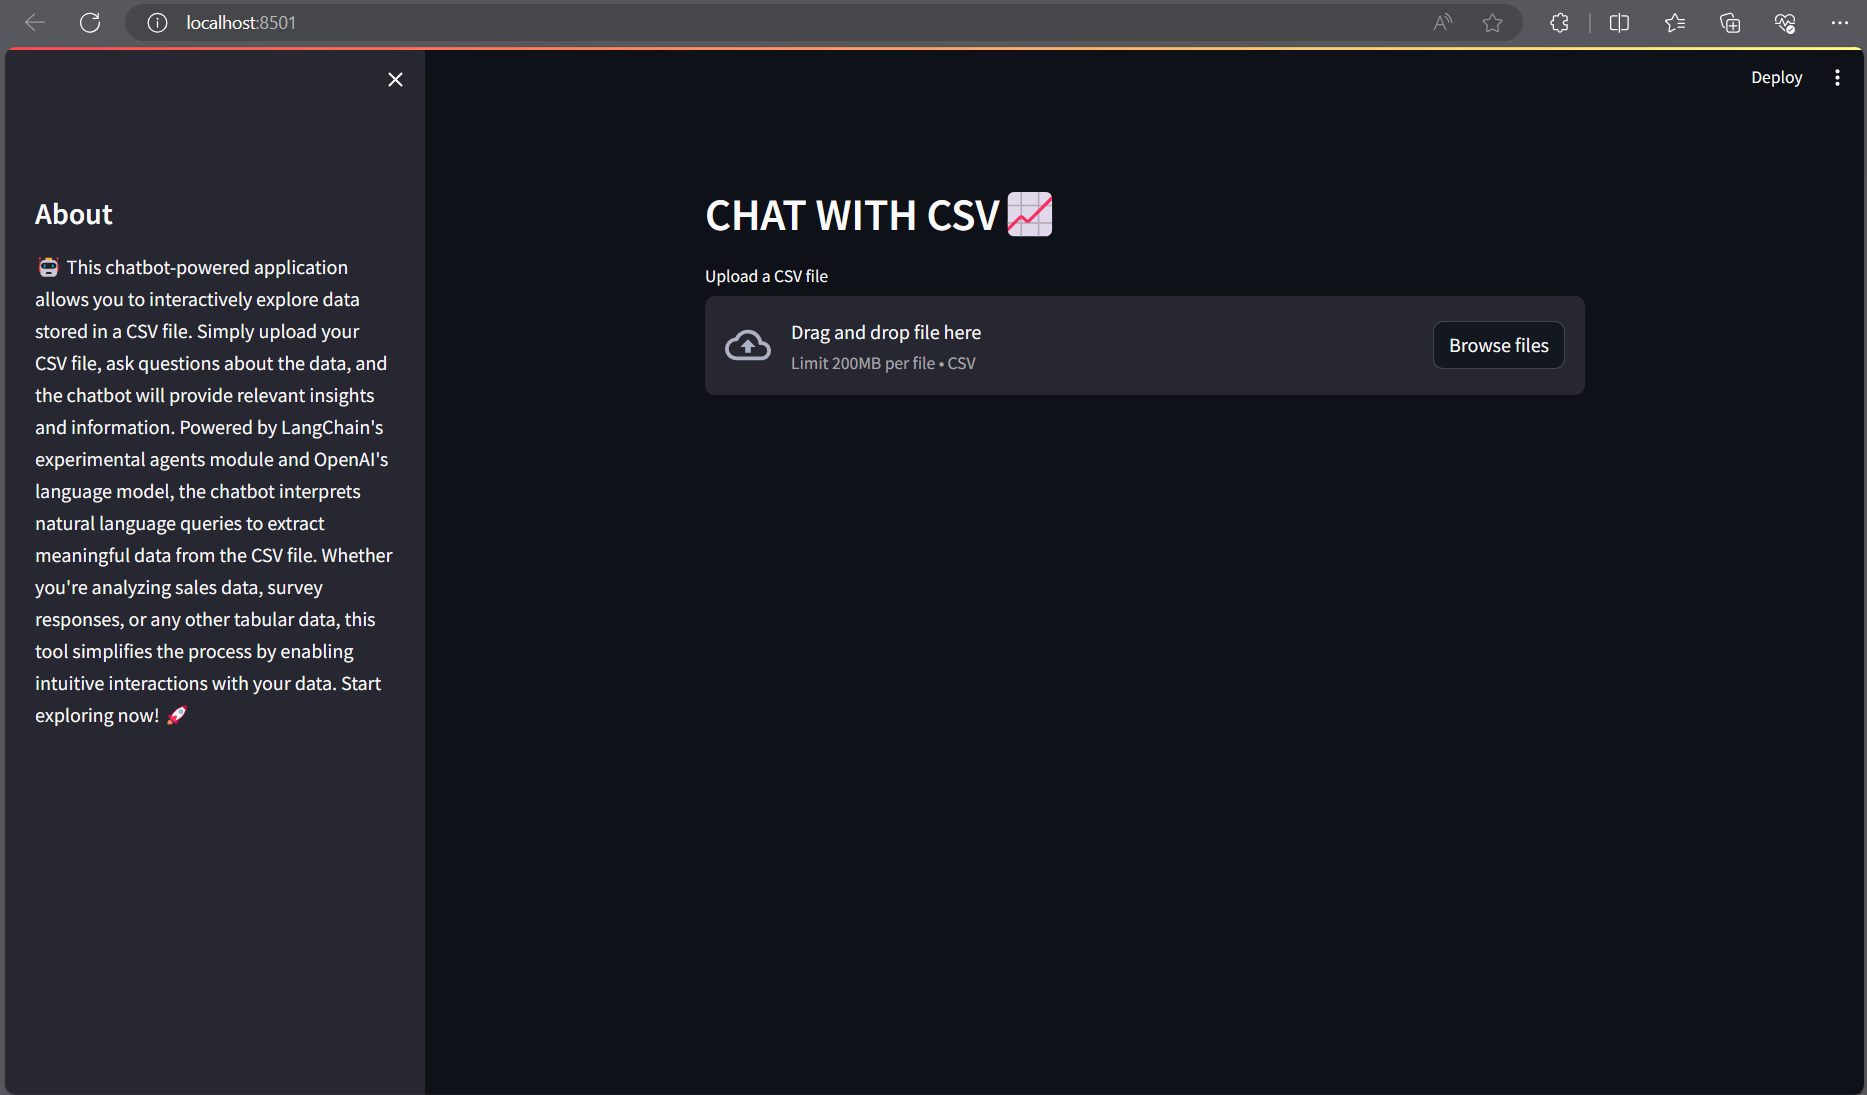 localhost:8501
Deploy
About
🤖 This chatbot-powered application
allows you to interactively explore data
stored in a CSV file. Simply upload your
CSV file, ask questions about the data, and
the chatbot will provide relevant insights
and information. Powered by LangChain's
experimental agents module and OpenAI's
language model, the chatbot interprets
natural language queries to extract
meaningful data from the CSV file. Whether
you're analyzing sales data, survey
responses, or any other tabular data, this
tool simplifies the process by enabling
intuitive interactions with your data. Start
exploring now! 🚀
CHAT WITH CSV 📈
Upload a CSV file
Drag and drop file here
Limit 200MB per file • CSV
Browse files